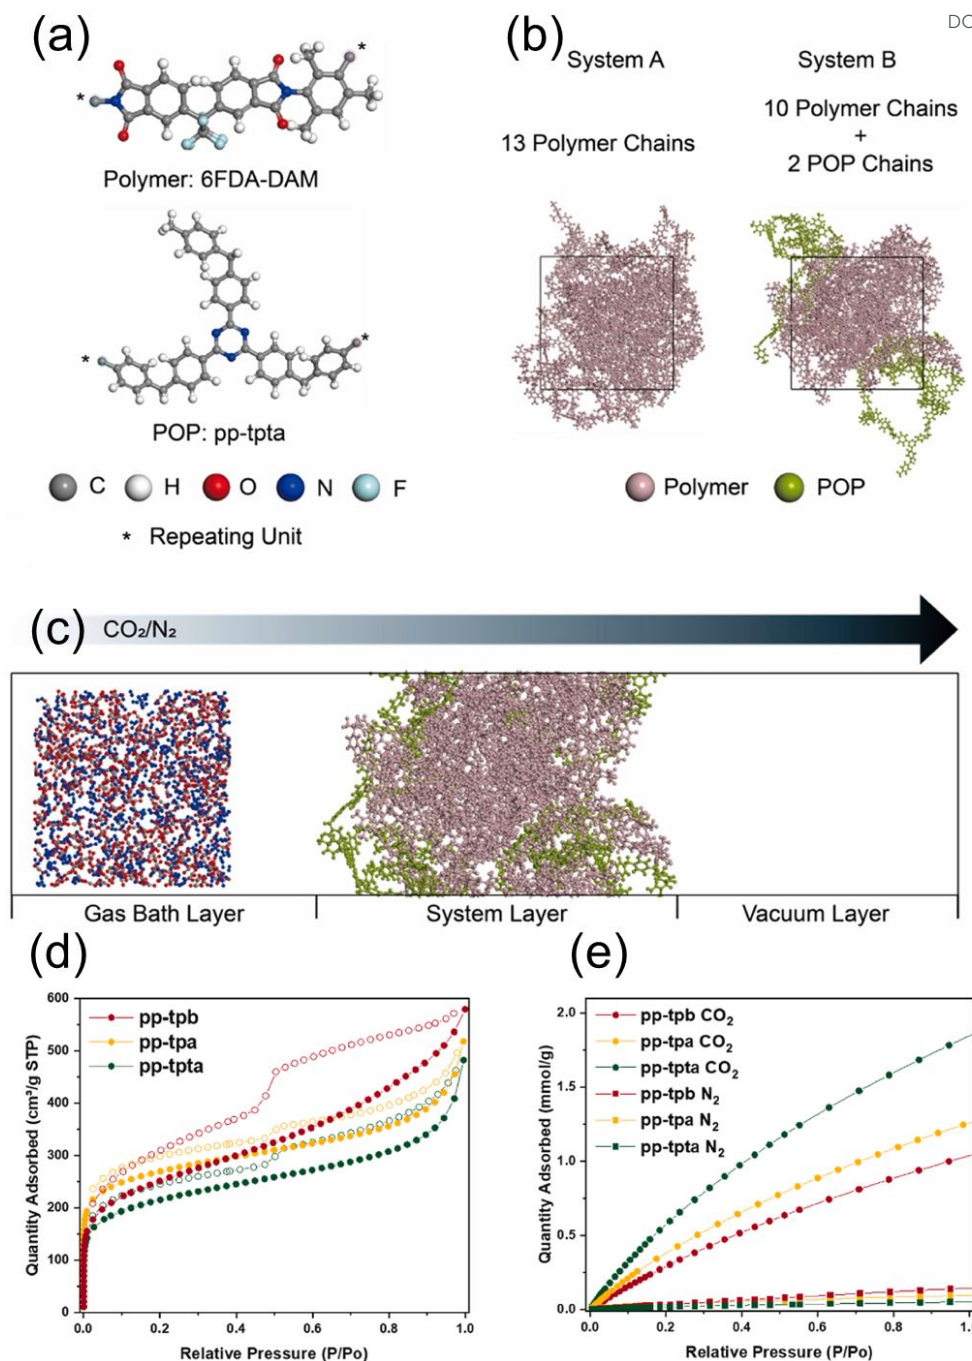 DO
(a)
*
*
Polymer: 6FDA-DAM
*
*
POP: pp-tpta
C H O N F
* Repeating Unit
(b)
System A
System B
13 Polymer Chains
10 Polymer Chains
+
2 POP Chains
Polymer POP
(c)
CO₂/N₂
Gas Bath Layer System Layer Vacuum Layer
(d)
pp-tpb
pp-tpa
pp-tpta
Quantity Adsorbed (cm³/g STP)
600
500
400
300
200
100
0
0.0 0.2 0.4 0.6 0.8 1.0
Relative Pressure (P/Po)
(e)
pp-tpb CO₂
pp-tpa CO₂
pp-tpta CO₂
pp-tpb N₂
pp-tpa N₂
pp-tpta N₂
Quantity Adsorbed (mmol/g)
2.0
1.5
1.0
0.5
0.0
0.0 0.2 0.4 0.6 0.8 1.0
Relative Pressure (P/Po)